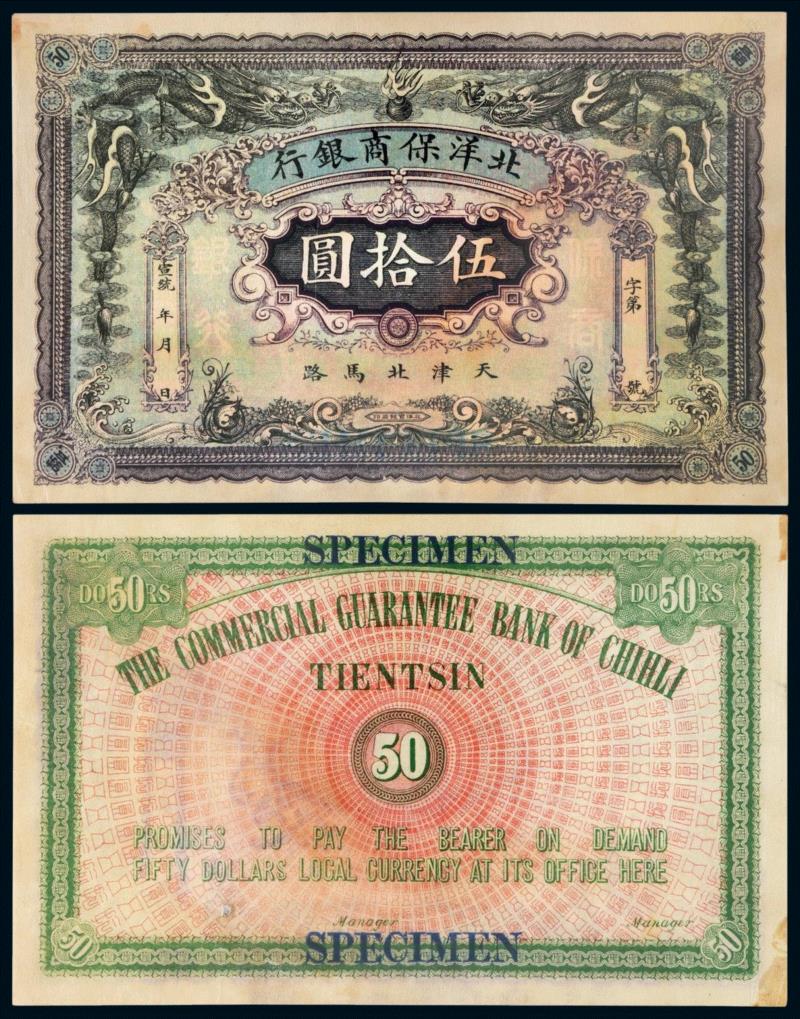 50
北洋保商銀行
伍拾圓
宣統 年 月 日
字第 號
天津北馬路
50
SPECIMEN
DO50RS
DO50RS
THE COMMERCIAL GUARANTEE BANK OF CHIHLI
TIENTSIN
50
PROMISES TO PAY THE BEARER ON DEMAND
FIFTY DOLLARS LOCAL CURRENCY AT ITS OFFICE HERE
Manager
Manager
SPECIMEN
50
50